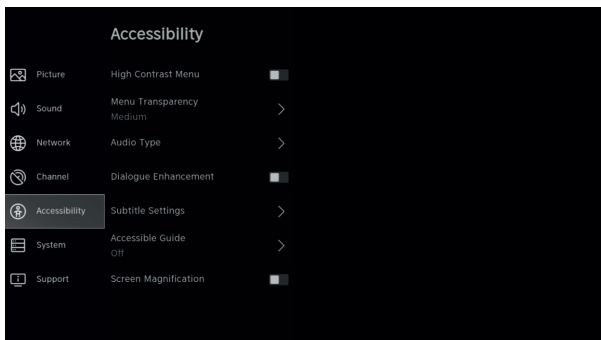 Accessibility
Picture
High Contrast Menu
Sound
Menu Transparency
Medium
Network
Audio Type
Channel
Dialogue Enhancement
Accessibility
Subtitle Settings
System
Accessible Guide
Off
Support
Screen Magnification